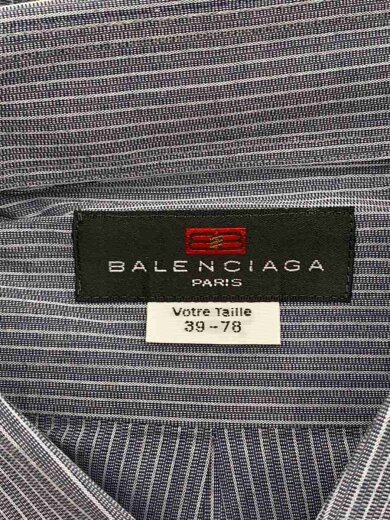 BALENCIAGA
PARIS
Votre Taille
39-78